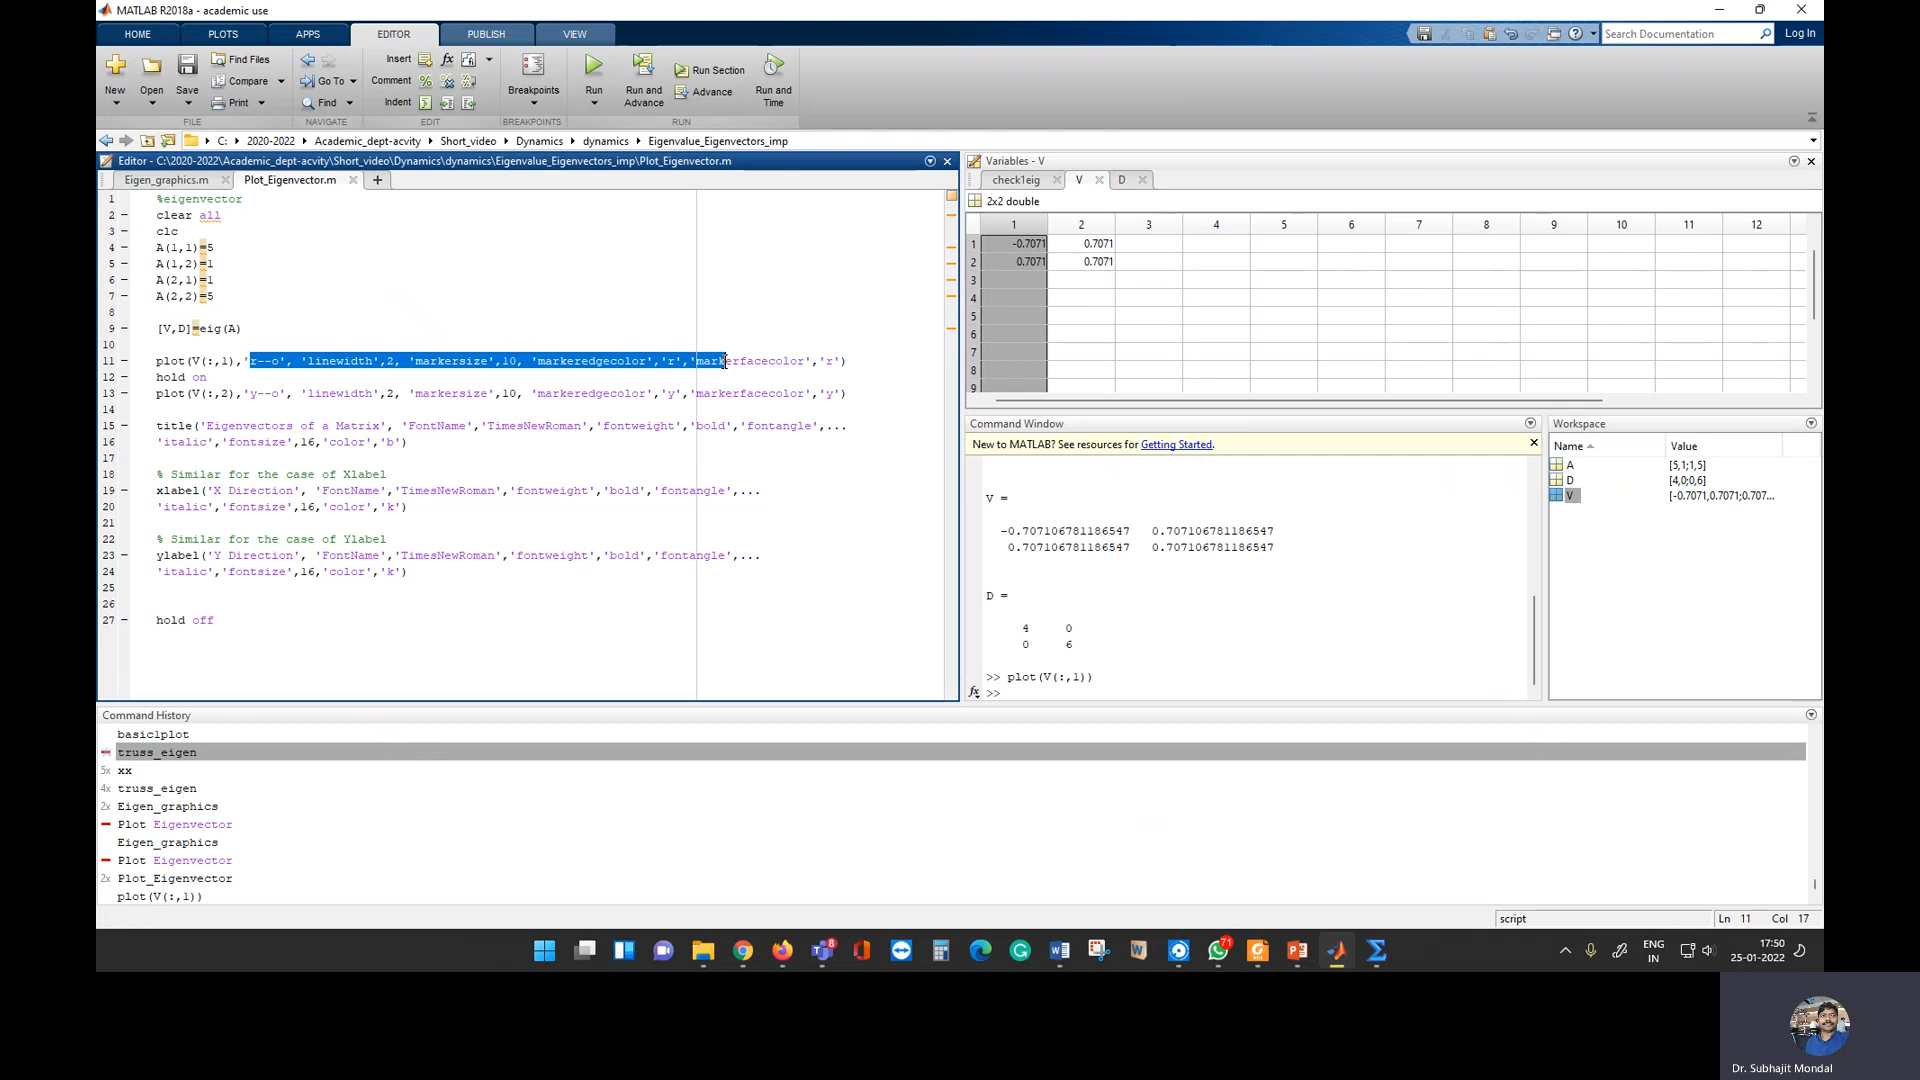 MATLAB R2018a - academic use
HOME PLOTS APPS EDITOR PUBLISH VIEW
Search Documentation
Log In
New
Open
Save
Find Files
Compare
Print
FILE
Go To
Find
NAVIGATE
Insert
fx
Comment
Indent
EDIT
Breakpoints
BREAKPOINTS
Run
Run and
Advance
Run Section
Advance
Run and
Time
RUN
C: 2020-2022 Academic_dept-acvity Short_video Dynamics dynamics Eigenvalue_Eigenvectors_imp
Editor - C:\2020-2022\Academic_dept-acvity\Short_video\Dynamics\dynamics\Eigenvalue_Eigenvectors_imp\Plot_Eigenvector.m
Eigen_graphics.m Plot_Eigenvector.m
1 %eigenvector
2 clear all
3 clc
4 A(1,1)=5
5 A(1,2)=1
6 A(2,1)=1
7 A(2,2)=5
8
9 [V,D]=eig(A)
10
11 plot(V(:,1),'r--o', 'linewidth',2, 'markersize',10, 'markeredgecolor','r','markerfacecolor','r')
12 hold on
13 plot(V(:,2),'y--o', 'linewidth',2, 'markersize',10, 'markeredgecolor','y','markerfacecolor','y')
14
15 title('Eigenvectors of a Matrix', 'FontName','TimesNewRoman','fontweight','bold','fontangle',...
16 'italic','fontsize',16,'color','b')
17
18 % Similar for the case of Xlabel
19 xlabel('X Direction', 'FontName','TimesNewRoman','fontweight','bold','fontangle',...
20 'italic','fontsize',16,'color','k')
21
22 % Similar for the case of Ylabel
23 ylabel('Y Direction', 'FontName','TimesNewRoman','fontweight','bold','fontangle',...
24 'italic','fontsize',16,'color','k')
25
26
27 hold off
Variables - V
check1eig V D
2x2 double
1 2 3 4 5 6 7 8 9 10 11 12
1 -0.7071 0.7071
2 0.7071 0.7071
3
4
5
6
7
8
9
Command Window
New to MATLAB? See resources for Getting Started.
V =
-0.707106781186547 0.707106781186547
0.707106781186547 0.707106781186547
D =
4 0
0 6
>> plot(V(:,1))
fx >>
Workspace
Name Value
A [5,1;1,5]
D [4,0;0,6]
V [-0.7071,0.7071;0.707...
Command History
basic1plot
truss_eigen
5x xx
4x truss_eigen
2x Eigen_graphics
Plot Eigenvector
Eigen_graphics
Plot Eigenvector
2x Plot_Eigenvector
plot(V(:,1))
script
Ln 11 Col 17
8
71
ENG
IN
17:50
25-01-2022
Dr. Subhajit Mondal